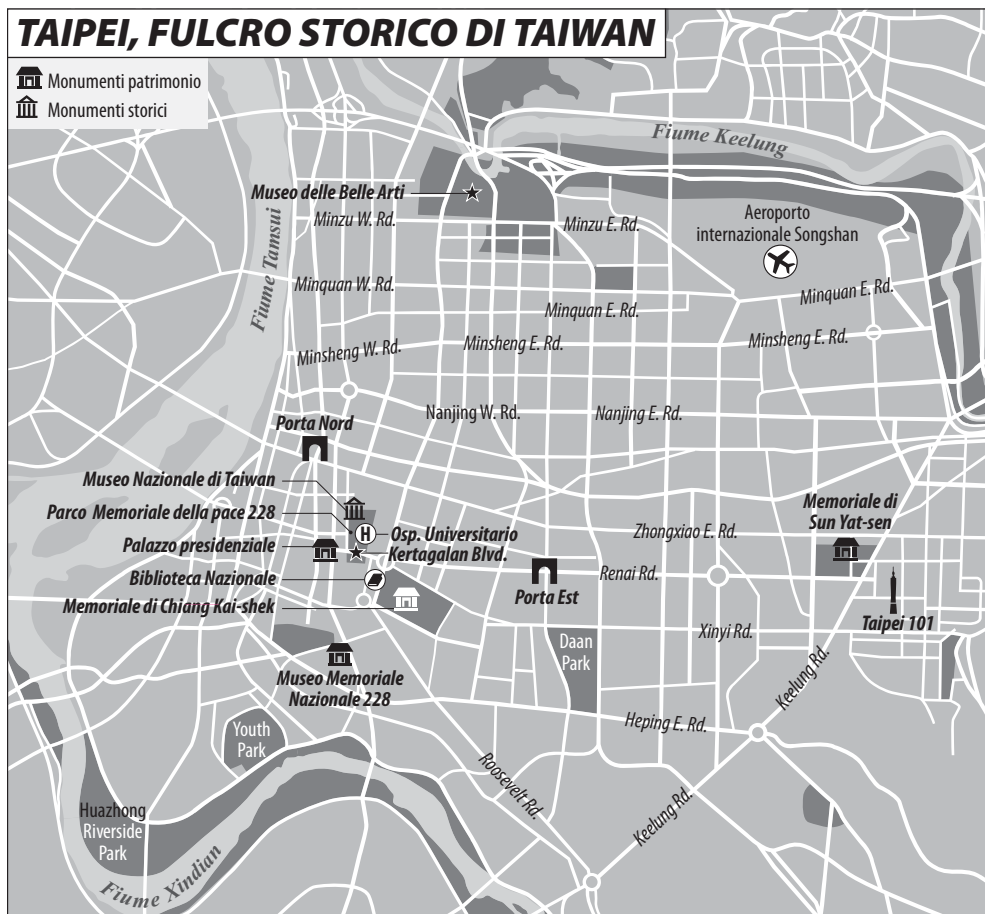 TAIPEI, FULCRO STORICO DI TAIWAN
Monumenti patrimonio
Monumenti storici
Fiume Keelung
Museo delle Belle Arti
Minzu W. Rd.
Minzu E. Rd.
Aeroporto
internazionale Songshan
Fiume Tamsui
Minquan W. Rd.
Minquan E. Rd.
Minquan E. Rd.
Minsheng W. Rd.
Minsheng E. Rd.
Minsheng E. Rd.
Porta Nord
Nanjing W. Rd.
Nanjing E. Rd.
Museo Nazionale di Taiwan
Parco Memoriale della pace 228
Palazzo presidenziale
Biblioteca Nazionale
Memoriale di Chiang Kai-shek
H
Osp. Universitario
Kertagalan Blvd.
Zhongxiao E. Rd.
Memoriale di
Sun Yat-sen
Porta Est
Renai Rd.
Taipei 101
Xinyi Rd.
Daan
Park
Museo Memoriale
Nazionale 228
Keelung Rd.
Heping E. Rd.
Youth
Park
Roosevelt Rd.
Keelung Rd.
Huazhong
Riverside
Park
Fiume Xindian